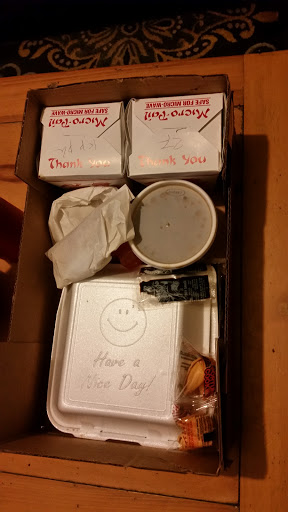 Micro-Pail
SAFE FOR MICRO-WAVE
Thank You
Micro-Pail
SAFE FOR MICRO-WAVE
Thank You
Have a
Nice Day!